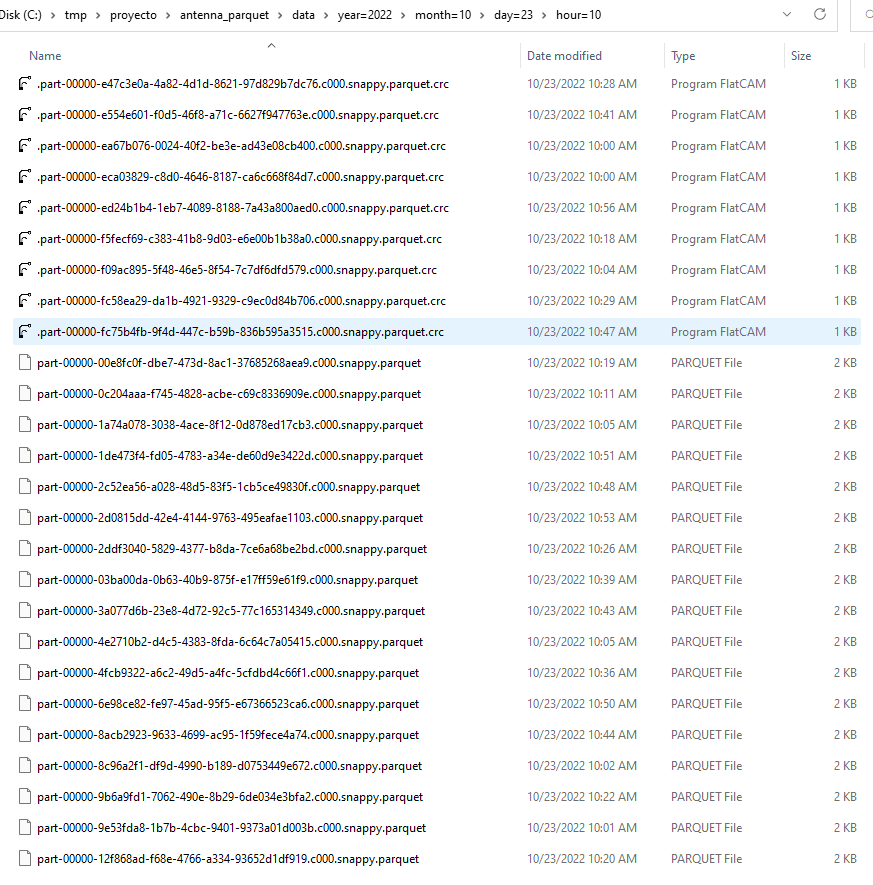 Disk (C:) › tmp › proyecto › antenna_parquet › data › year=2022 › month=10 › day=23 › hour=10
Name Date modified Type Size
.part-00000-e47c3e0a-4a82-4d1d-8621-97d829b7dc76.c000.snappy.parquet.crc 10/23/2022 10:28 AM Program FlatCAM 1 KB
.part-00000-e554e601-f0d5-46f8-a71c-6627f947763e.c000.snappy.parquet.crc 10/23/2022 10:41 AM Program FlatCAM 1 KB
.part-00000-ea67b076-0024-40f2-be3e-ad43e08cb400.c000.snappy.parquet.crc 10/23/2022 10:00 AM Program FlatCAM 1 KB
.part-00000-eca03829-c8d0-4646-8187-ca6c668f84d7.c000.snappy.parquet.crc 10/23/2022 10:00 AM Program FlatCAM 1 KB
.part-00000-ed24b1b4-1eb7-4089-8188-7a43a800aed0.c000.snappy.parquet.crc 10/23/2022 10:56 AM Program FlatCAM 1 KB
.part-00000-f5fecf69-c383-41b8-9d03-e6e00b1b38a0.c000.snappy.parquet.crc 10/23/2022 10:18 AM Program FlatCAM 1 KB
.part-00000-f09ac895-5f48-46e5-8f54-7c7df6dfd579.c000.snappy.parquet.crc 10/23/2022 10:04 AM Program FlatCAM 1 KB
.part-00000-fc58ea29-da1b-4921-9329-c9ec0d84b706.c000.snappy.parquet.crc 10/23/2022 10:29 AM Program FlatCAM 1 KB
.part-00000-fc75b4fb-9f4d-447c-b59b-836b595a3515.c000.snappy.parquet.crc 10/23/2022 10:47 AM Program FlatCAM 1 KB
part-00000-00e8fc0f-dbe7-473d-8ac1-37685268aea9.c000.snappy.parquet 10/23/2022 10:19 AM PARQUET File 2 KB
part-00000-0c204aaa-f745-4828-acbe-c69c8336909e.c000.snappy.parquet 10/23/2022 10:11 AM PARQUET File 2 KB
part-00000-1a74a078-3038-4ace-8f12-0d878ed17cb3.c000.snappy.parquet 10/23/2022 10:05 AM PARQUET File 2 KB
part-00000-1de473f4-fd05-4783-a34e-de60d9e3422d.c000.snappy.parquet 10/23/2022 10:51 AM PARQUET File 2 KB
part-00000-2c52ea56-a028-48d5-83f5-1cb5ce49830f.c000.snappy.parquet 10/23/2022 10:48 AM PARQUET File 2 KB
part-00000-2d0815dd-42e4-4144-9763-495eafae1103.c000.snappy.parquet 10/23/2022 10:53 AM PARQUET File 2 KB
part-00000-2ddf3040-5829-4377-b8da-7ce6a68be2bd.c000.snappy.parquet 10/23/2022 10:26 AM PARQUET File 2 KB
part-00000-03ba00da-0b63-40b9-875f-e17ff59e61f9.c000.snappy.parquet 10/23/2022 10:39 AM PARQUET File 2 KB
part-00000-3a077d6b-23e8-4d72-92c5-77c165314349.c000.snappy.parquet 10/23/2022 10:43 AM PARQUET File 2 KB
part-00000-4e2710b2-d4c5-4383-8fda-6c64c7a05415.c000.snappy.parquet 10/23/2022 10:05 AM PARQUET File 2 KB
part-00000-4fcb9322-a6c2-49d5-a4fc-5cfdbd4c66f1.c000.snappy.parquet 10/23/2022 10:36 AM PARQUET File 2 KB
part-00000-6e98ce82-fe97-45ad-95f5-e67366523ca6.c000.snappy.parquet 10/23/2022 10:50 AM PARQUET File 2 KB
part-00000-8acb2923-9633-4699-ac95-1f59fece4a74.c000.snappy.parquet 10/23/2022 10:44 AM PARQUET File 2 KB
part-00000-8c96a2f1-df9d-4990-b189-d0753449e672.c000.snappy.parquet 10/23/2022 10:02 AM PARQUET File 2 KB
part-00000-9b6a9fd1-7062-490e-8b29-6de034e3bfa2.c000.snappy.parquet 10/23/2022 10:22 AM PARQUET File 2 KB
part-00000-9e53fda8-1b7b-4cbc-9401-9373a01d003b.c000.snappy.parquet 10/23/2022 10:01 AM PARQUET File 2 KB
part-00000-12f868ad-f68e-4766-a334-93652d1df919.c000.snappy.parquet 10/23/2022 10:20 AM PARQUET File 2 KB